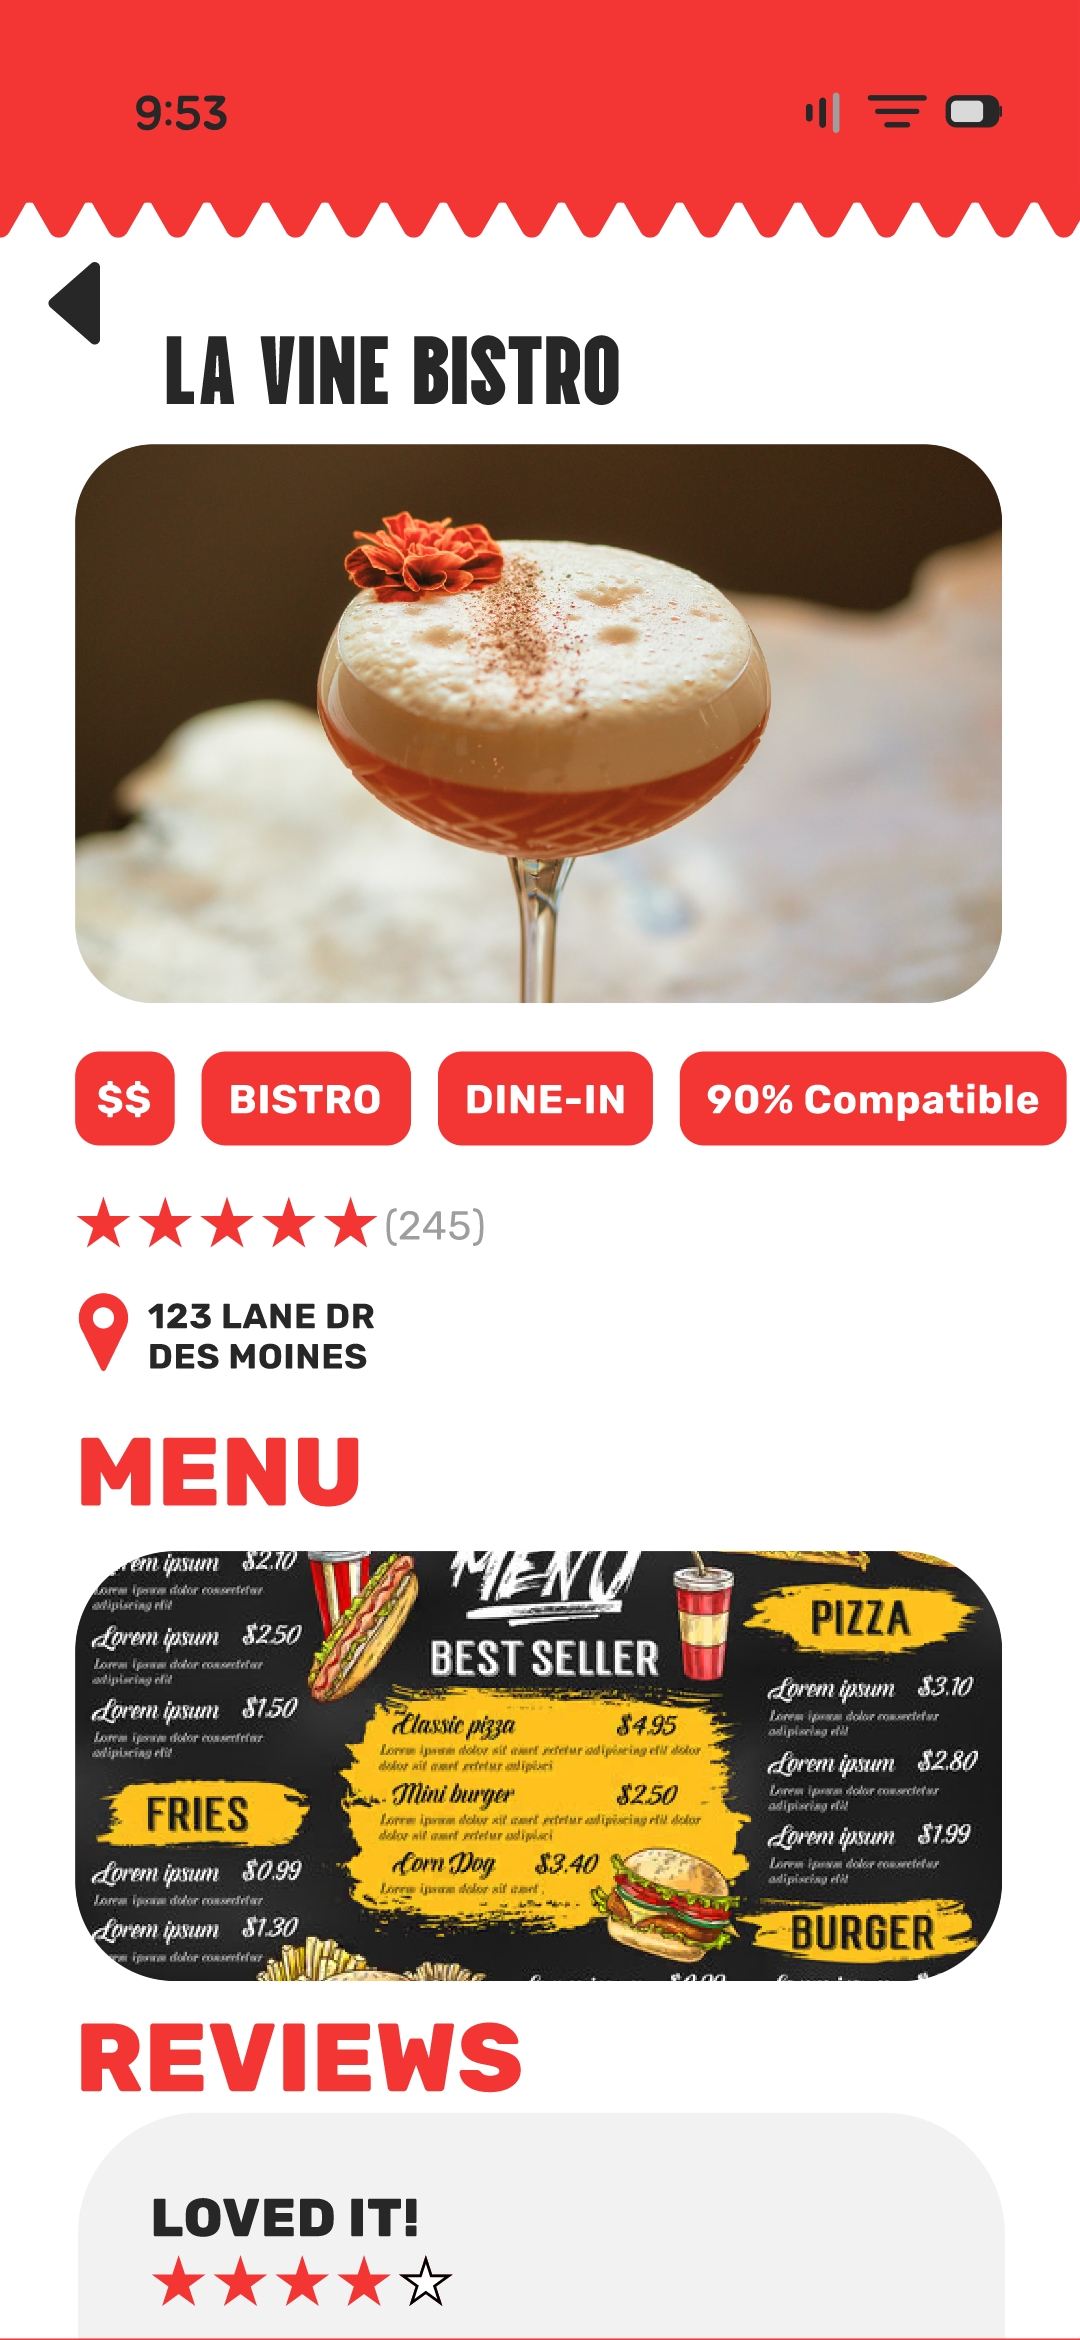 9:53
LA VINE BISTRO
$$ BISTRO DINE-IN 90% Compatible
(245)
123 LANE DR
DES MOINES
MENU
rem ipsum $2.10
Lorem ipsum dolor consectetur
adipiscing elit
Lorem ipsum $2.50
Lorem ipsum dolor consectetur
adipiscing elit
Lorem ipsum $1.50
Lorem ipsum dolor consectetur
adipiscing elit
FRIES
Lorem ipsum $0.99
Lorem ipsum dolor consectetur
Lorem ipsum $1.30
ipsum dolor consectetur
MENU
BEST SELLER
Classic pizza $4.95
Lorem ipsum dolor sit amet ,ectetur adipiscing elit dolor
dolor sit amet ,ectetur adipisci
Mini burger $2.50
Lorem ipsum dolor sit amet ,ectetur adipiscing elit dolor
dolor sit amet ,ectetur adipisci
Corn Dog $3.40
Lorem ipsum dolor sit amet ,
PIZZA
Lorem ipsum $3.10
Lorem ipsum dolor consectetur
adipiscing elit
Lorem ipsum $2.80
Lorem ipsum dolor consectetur
adipiscing elit
Lorem ipsum $1.99
Lorem ipsum dolor consectetur
adipiscing elit
BURGER
REVIEWS
LOVED IT!